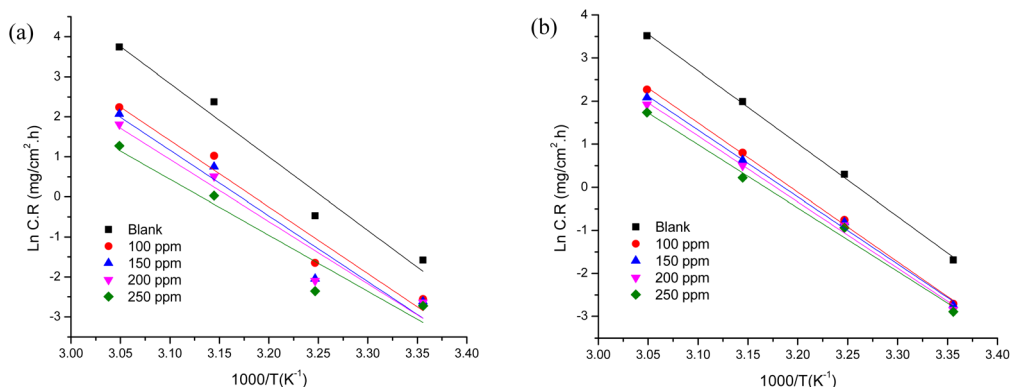 (a)
4
3
2
1
0
-1
-2
-3
Ln C.R (mg/cm².h)
Blank
100 ppm
150 ppm
200 ppm
250 ppm
3.00
3.05
3.10
3.15
3.20
3.25
3.30
3.35
3.40
1000/T(K⁻¹)
(b)
4
3
2
1
0
-1
-2
-3
Ln C.R (mg/cm².h)
Blank
100 ppm
150 ppm
200 ppm
250 ppm
3.00
3.05
3.10
3.15
3.20
3.25
3.30
3.35
3.40
1000/T(K⁻¹)